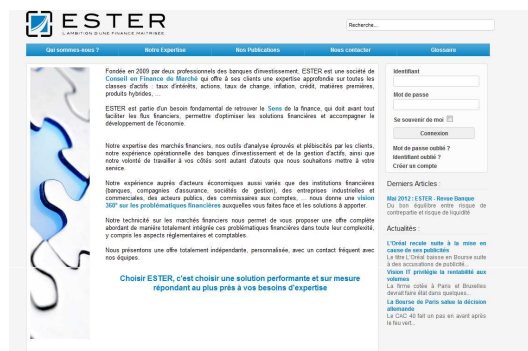 ESTER
L'AMBITION D'UNE FINANCE MAITRISÉE
Recherche...
Qui sommes-nous ?
Notre Expertise
Nos Publications
Nous contacter
Glossaire
Fondée en 2009 par deux professionnels des banques d'investissement, ESTER est une société de
Conseil en Finance de Marché qui offre à ses clients une expertise approfondie sur toutes les
classes d'actifs : taux d'intérêts, actions, taux de change, inflation, crédit, matières premières,
produits hybrides, ...
ESTER est partie d'un besoin fondamental de retrouver le Sens de la finance, qui doit avant tout
faciliter les flux financiers, permettre d'optimiser les solutions financières et accompagner le
développement de l'économie.
Notre expertise des marchés financiers, nos outils d'analyse éprouvés et plébiscités par les clients,
notre expérience opérationnelle des banques d'investissement et de la gestion d'actifs, ainsi que
notre volonté de travailler à vos côtés sont autant d'atouts que nous souhaitons mettre à votre
service.
Notre expérience auprès d'acteurs économiques aussi variés que des institutions financières
(banques, compagnies d'assurance, sociétés de gestion), des entreprises industrielles et
commerciales, des acteurs publics, des commissaires aux comptes, ... nous donne une vision
360° sur les problématiques financières auxquelles vous faites face et les solutions à apporter.
Notre technicité sur les marchés financiers nous permet de vous proposer une offre complète
abordant de manière totalement intégrée ces problématiques financières dans toute leur complexité,
y compris les aspects réglementaires et comptables.
Nous présentons une offre totalement indépendante, personnalisée, avec un contact fréquent avec
nos équipes.
Choisir ESTER, c'est choisir une solution performante et sur mesure
répondant au plus près à vos besoins d'expertise
Identifiant
Mot de passe
Se souvenir de moi
Connexion
Mot de passe oublié ?
Identifiant oublié ?
Créer un compte
Derniers Articles :
Mai 2012 : ESTER - Revue Banque
Du bon équilibre entre risque de
contrepartie et risque de liquidité
Actualités :
L'Oréal recule suite à la mise en
cause de ses publicités
Le titre L'Oréal baisse en Bourse suite
à des accusations de publicité...
Vision IT privilégie la rentabilité aux
volumes
La firme cotée à Paris et Bruxelles
devrait faire état dans quelques...
La Bourse de Paris salue la décision
allemande
La CAC 40 fait un pas en avant après
le feu vert...